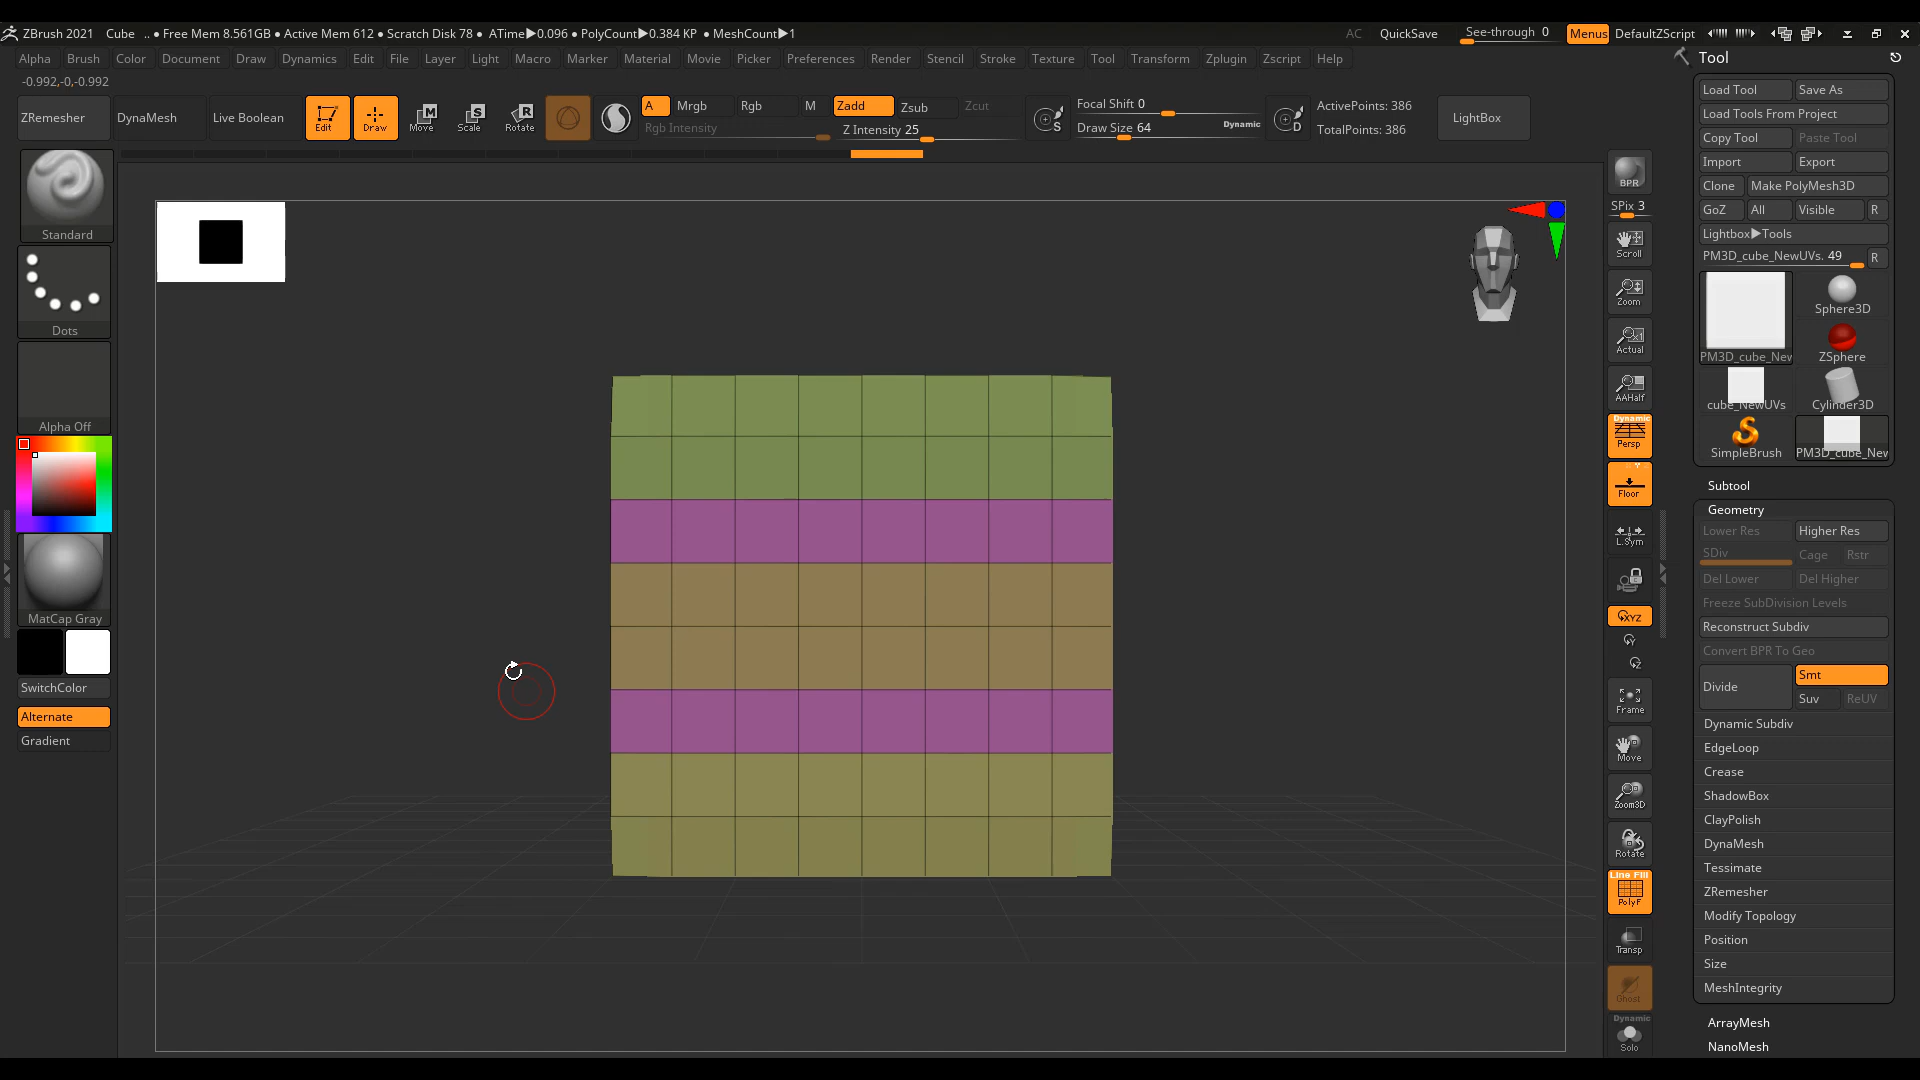 ZBrush 2021 Cube .. • Free Mem 8.561GB • Active Mem 612 • Scratch Disk 78 • ATime▶0.096 • PolyCount▶0.384 KP • MeshCount▶1 AC QuickSave See-through 0 Menus DefaultZScript
Alpha Brush Color Document Draw Dynamics Edit File Layer Light Macro Marker Material Movie Picker Preferences Render Stencil Stroke Texture Tool Transform Zplugin Zscript Help
-0.992,-0,-0.992
ZRemesher DynaMesh Live Boolean Edit Draw Move Scale Rotate
A Mrgb Rgb M Zadd Zsub Zcut
Rgb Intensity Z Intensity 25
S Focal Shift 0
Draw Size 64 Dynamic
D ActivePoints: 386
TotalPoints: 386
LightBox
Standard
Dots
Alpha Off
MatCap Gray
SwitchColor
Alternate
Gradient
BPR
SPix 3
Scroll
Zoom
Actual
AAHalf
Dynamic
Persp
Floor
L.Sym
XYZ
Y
Z
Frame
Move
Zoom3D
Rotate
Line Fill
PolyF
Transp
Ghost
Dynamic
Solo
Tool
Load Tool Save As
Load Tools From Project
Copy Tool Paste Tool
Import Export
Clone Make PolyMesh3D
GoZ All Visible R
Lightbox▶Tools
PM3D_cube_NewUVs. 49 R
PM3D_cube_New Sphere3D
ZSphere
cube_NewUVs Cylinder3D
SimpleBrush PM3D_cube_New
Subtool
Geometry
Lower Res Higher Res
SDiv Cage Rstr
Del Lower Del Higher
Freeze SubDivision Levels
Reconstruct Subdiv
Convert BPR To Geo
Divide Smt
Suv ReUV
Dynamic Subdiv
EdgeLoop
Crease
ShadowBox
ClayPolish
DynaMesh
Tessimate
ZRemesher
Modify Topology
Position
Size
MeshIntegrity
ArrayMesh
NanoMesh